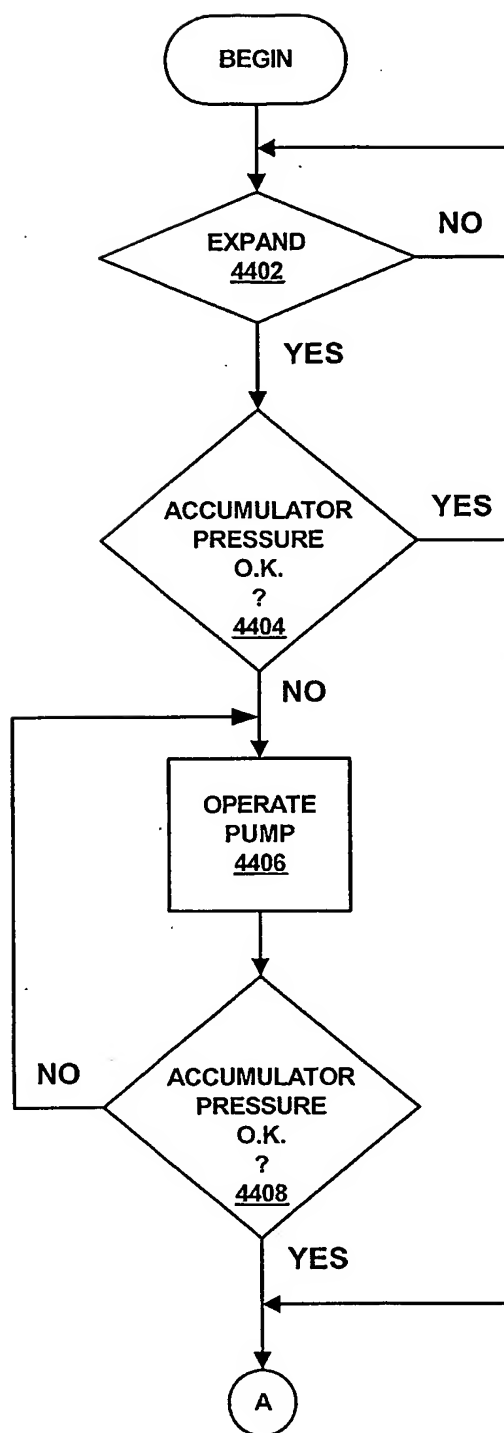 BEGIN
NO
EXPAND
4402
YES
ACCUMULATOR
PRESSURE
O.K.
?
4404
YES
NO
OPERATE
PUMP
4406
NO
ACCUMULATOR
PRESSURE
O.K.
?
4408
YES
A